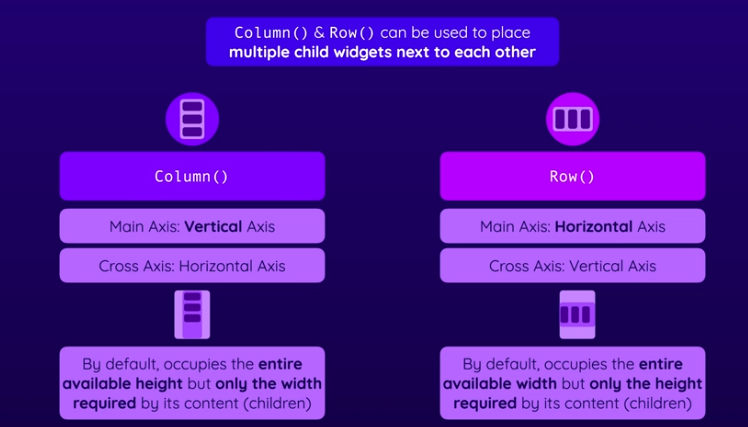 Column() & Row() can be used to place
multiple child widgets next to each other
Column()
Main Axis: Vertical Axis
Cross Axis: Horizontal Axis
By default, occupies the entire
available height but only the width
required by its content (children)
Row()
Main Axis: Horizontal Axis
Cross Axis: Vertical Axis
By default, occupies the entire
available width but only the height
required by its content (children)